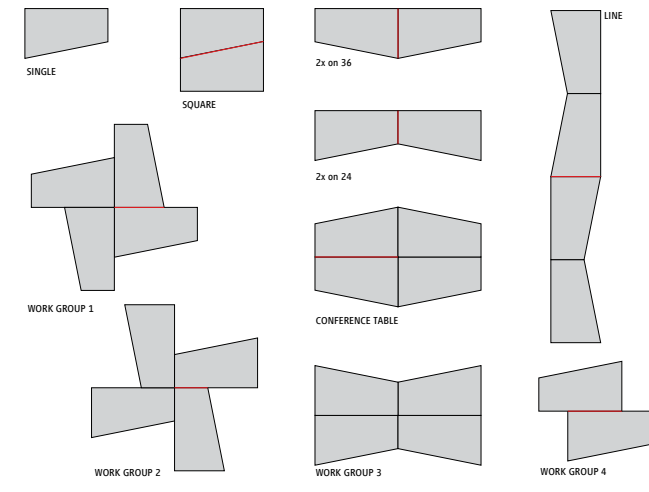 SINGLE
SQUARE
2x on 36
LINE
2x on 24
WORK GROUP 1
CONFERENCE TABLE
WORK GROUP 2
WORK GROUP 3
WORK GROUP 4